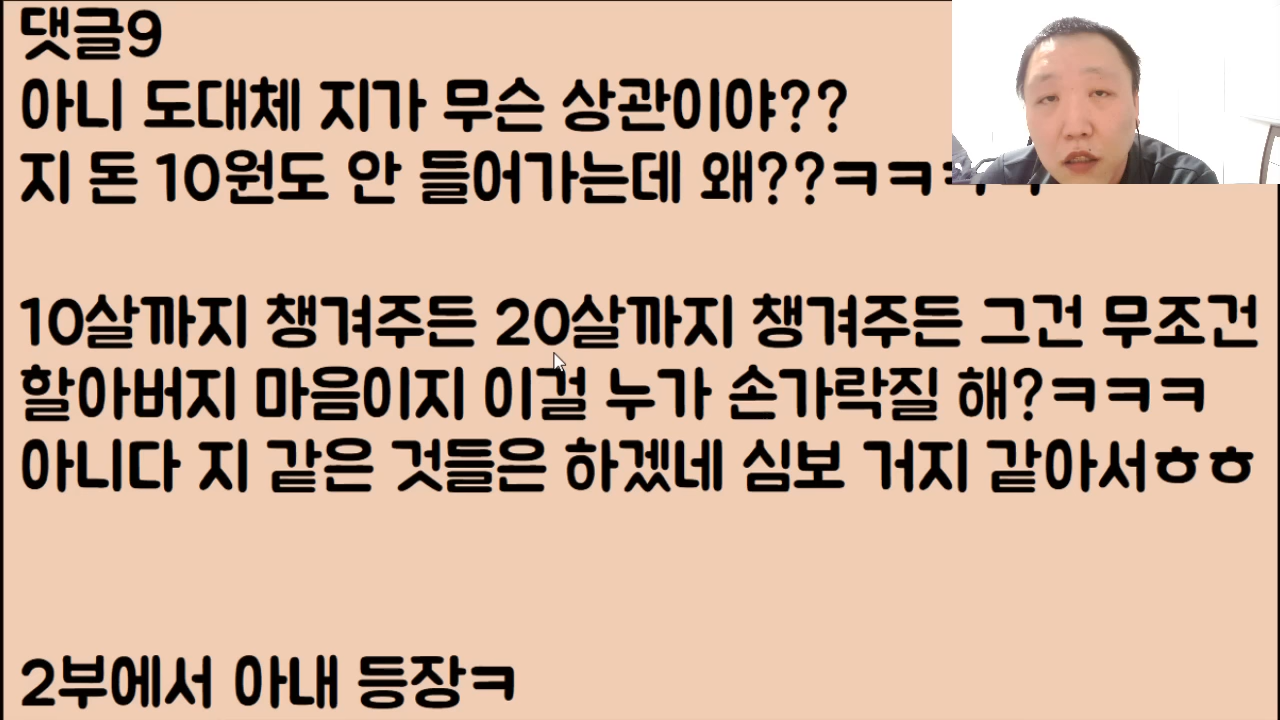 댓글9
아니 도대체 지가 무슨 상관이야??
지 돈 10원도 안 들어가는데 왜??ㅋㅋ
10살까지 챙겨주든 20살까지 챙겨주든 그건 무조건
할아버지 마음이지 이걸 누가 손가락질 해?ㅋㅋㅋ
아니다 지 같은 것들은 하겠네 심보 거지 같아서ㅎㅎ
2부에서 아내 등장ㅋ